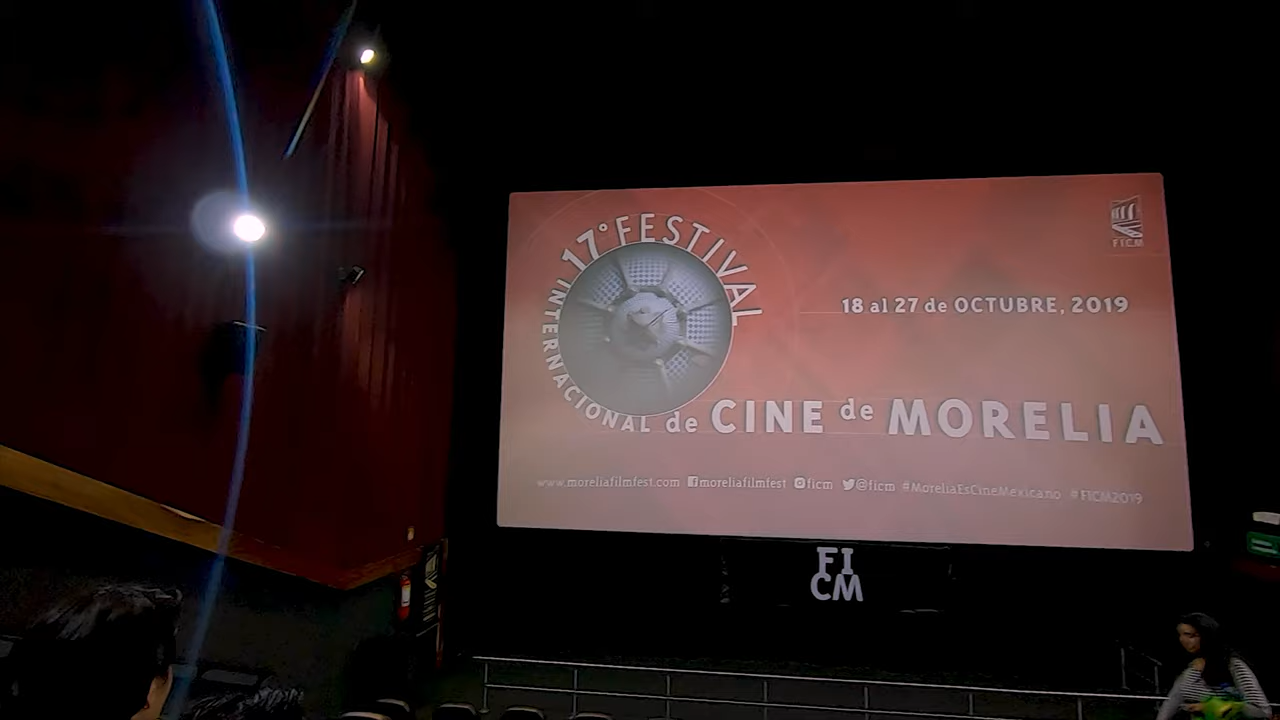 17° FESTIVAL
INTERNACIONAL de CINE de MORELIA
FICM
18 al 27 de OCTUBRE, 2019
www.moreliafilmfest.com moreliafilmfest ficm @ficm #MoreliaEsCineMexicano #FICM2019
FI
CM